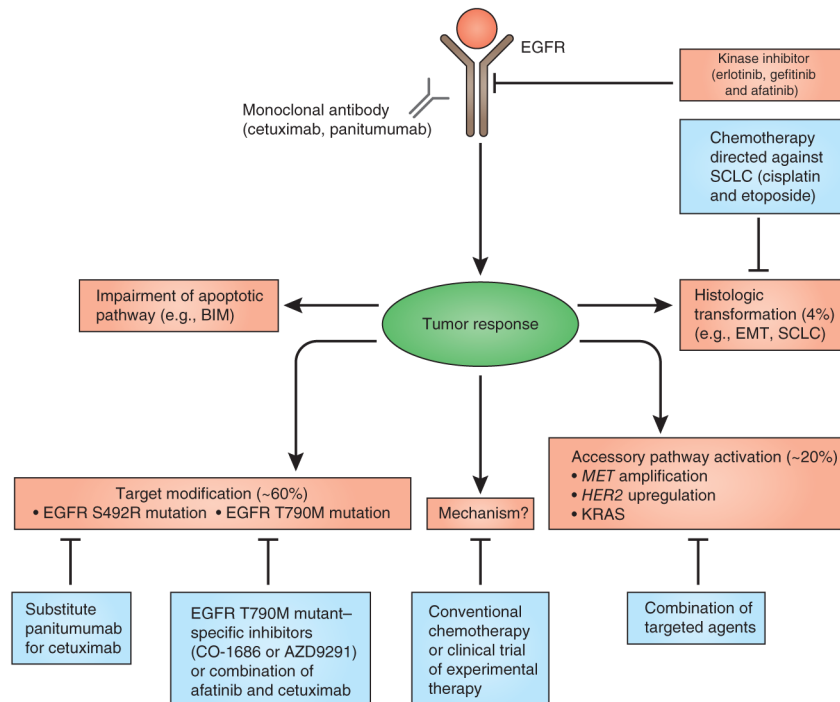 EGFR
Kinase inhibitor
(erlotinib, gefitinib
and afatinib)
Monoclonal antibody
(cetuximab, panitumumab)
Chemotherapy
directed against
SCLC (cisplatin
and etoposide)
Impairment of apoptotic
pathway (e.g., BIM)
Tumor response
Histologic
transformation (4%)
(e.g., EMT, SCLC)
Target modification (~60%)
• EGFR S492R mutation • EGFR T790M mutation
Mechanism?
Accessory pathway activation (~20%)
• MET amplification
• HER2 upregulation
• KRAS
Substitute
panitumumab
for cetuximab
EGFR T790M mutant–
specific inhibitors
(CO-1686 or AZD9291)
or combination of
afatinib and cetuximab
Conventional
chemotherapy
or clinical trial
of experimental
therapy
Combination of
targeted agents